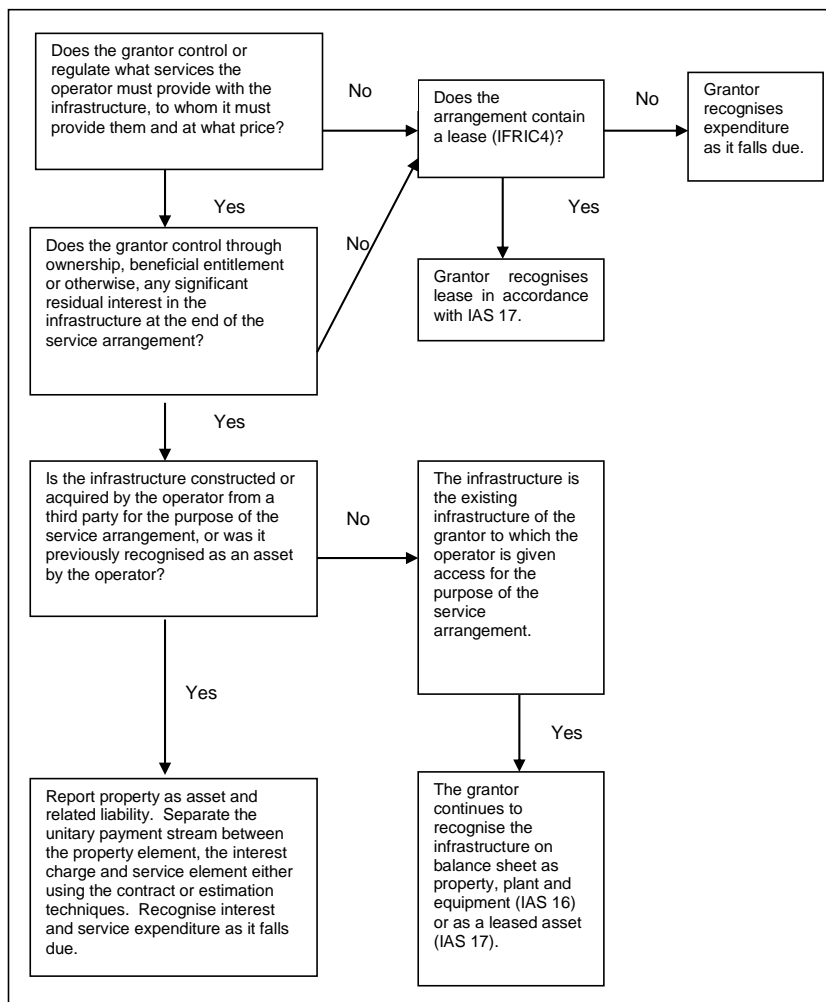 Does the grantor control or
regulate what services the
operator must provide with the
infrastructure, to whom it must
provide them and at what price?
No
Does the
arrangement contain
a lease (IFRIC4)?
No
Grantor
recognises
expenditure
as it falls due.
Yes
Yes
Does the grantor control through
ownership, beneficial entitlement
or otherwise, any significant
residual interest in the
infrastructure at the end of the
service arrangement?
No
Grantor recognises
lease in accordance
with IAS 17.
Yes
Is the infrastructure constructed or
acquired by the operator from a
third party for the purpose of the
service arrangement, or was it
previously recognised as an asset
by the operator?
No
The infrastructure is
the existing
infrastructure of the
grantor to which the
operator is given
access for the
purpose of the
service
arrangement.
Yes
Yes
Report property as asset and
related liability. Separate the
unitary payment stream between
the property element, the interest
charge and service element either
using the contract or estimation
techniques. Recognise interest
and service expenditure as it falls
due.
The grantor
continues to
recognise the
infrastructure on
balance sheet as
property, plant and
equipment (IAS 16)
or as a leased asset
(IAS 17).